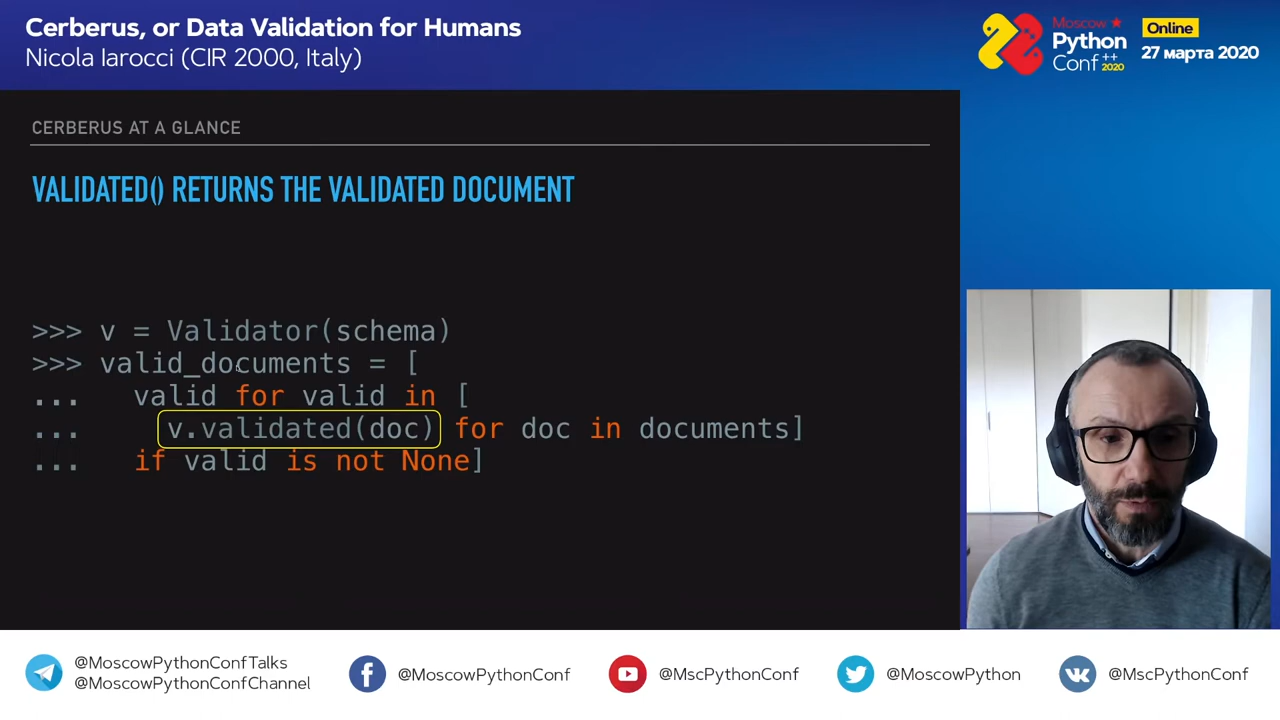 Cerberus, or Data Validation for Humans
Nicola Iarocci (CIR 2000, Italy)
Moscow
Python
Conf ++ 2020
Online
27 марта 2020
CERBERUS AT A GLANCE
VALIDATED() RETURNS THE VALIDATED DOCUMENT
>>> v = Validator(schema)
>>> valid_documents = [
... valid for valid in [
... v.validated(doc) for doc in documents]
... if valid is not None]
@MoscowPythonConfTalks
@MoscowPythonConfChannel
@MoscowPythonConf
@MscPythonConf
@MoscowPython
@MscPythonConf